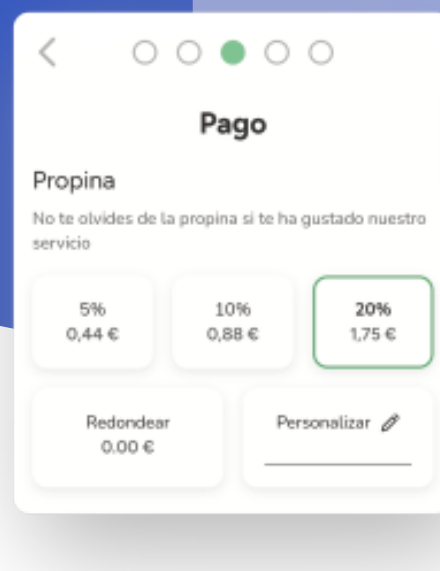 Pago
Propina
No te olvides de la propina si te ha gustado nuestro
servicio
5%
0,44 €
10%
0,88 €
20%
1,75 €
Redondear
0.00 €
Personalizar